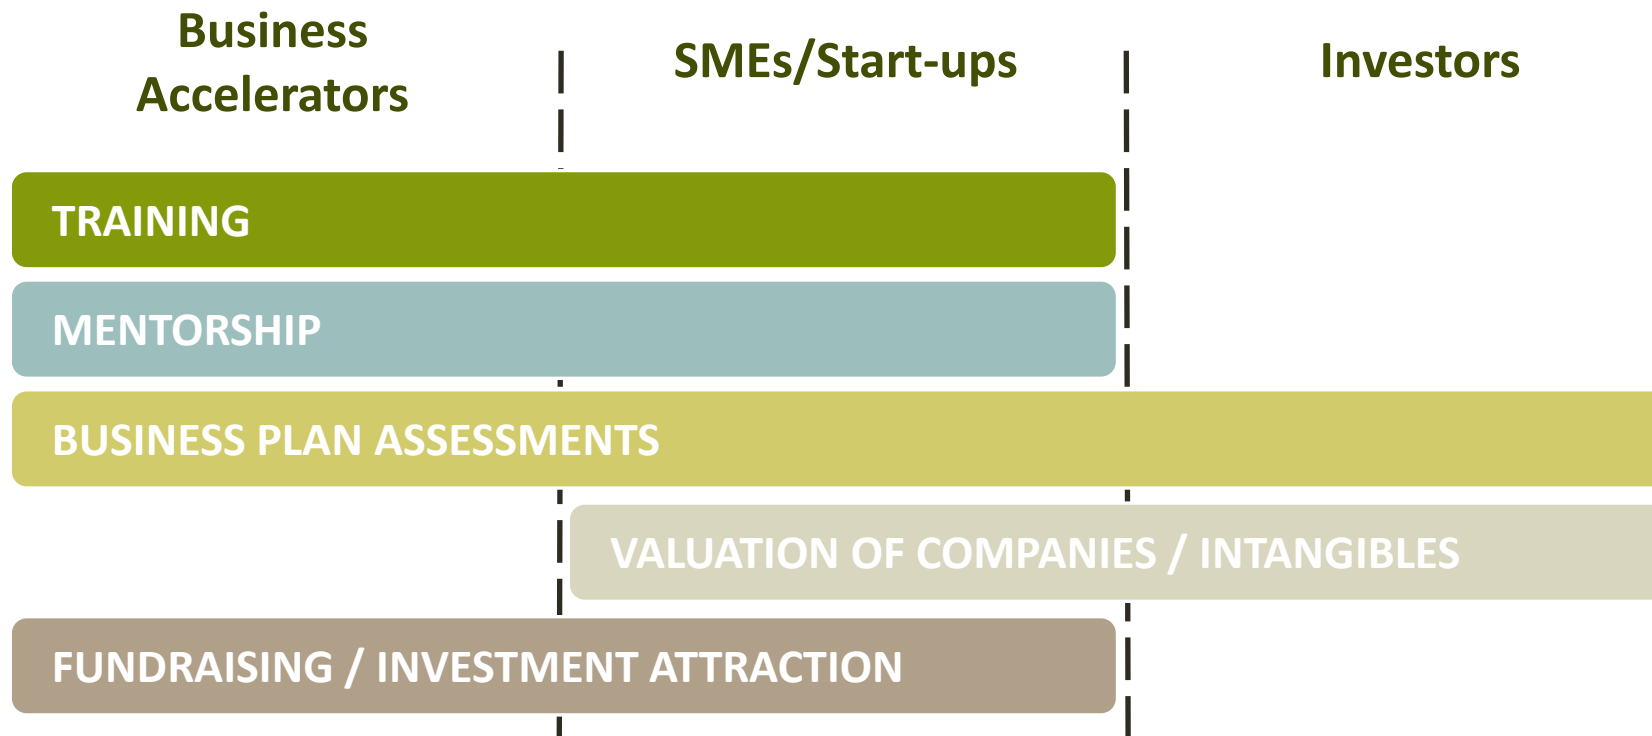 Business
Accelerators
SMEs/Start-ups
Investors
TRAINING
MENTORSHIP
BUSINESS PLAN ASSESSMENTS
VALUATION OF COMPANIES / INTANGIBLES
FUNDRAISING / INVESTMENT ATTRACTION